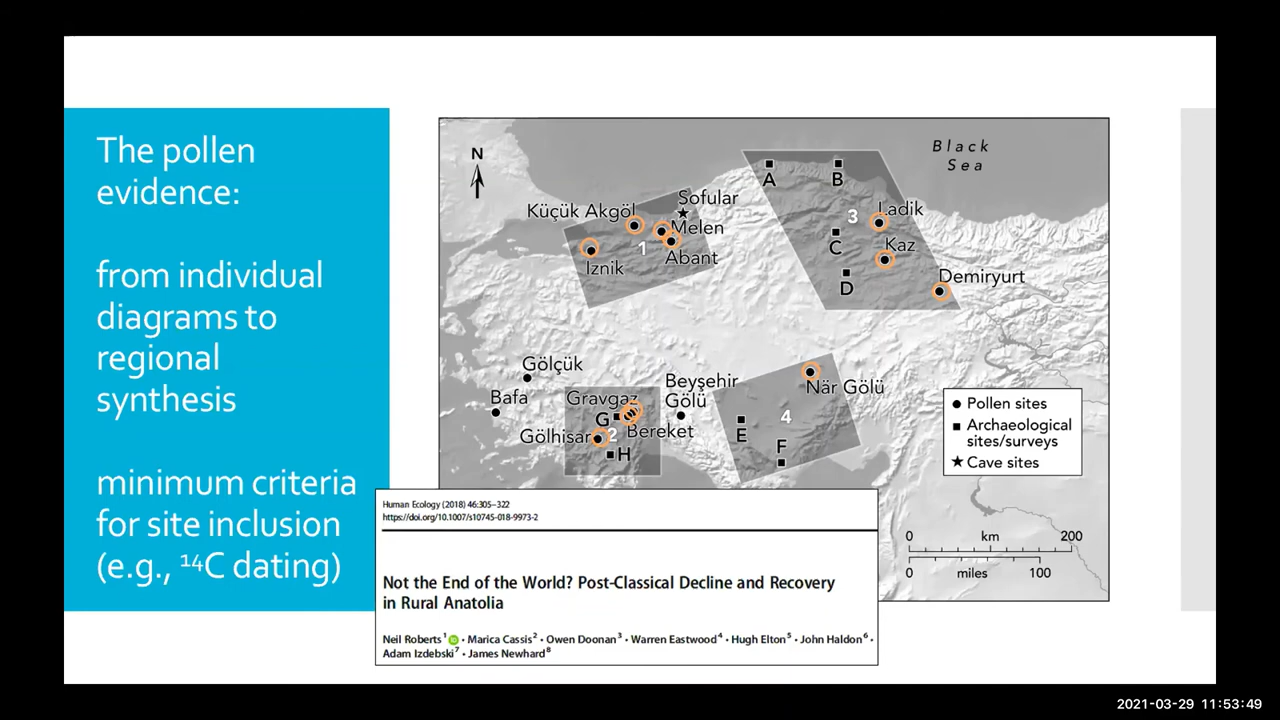 The pollen
evidence:
from individual
diagrams to
regional
synthesis
minimum criteria
for site inclusion
(e.g., ¹⁴C dating)
N
Black
Sea
A
B
Sofular
Küçük Akgöl
Melen
3
Ladik
1
C
Kaz
Abant
Iznik
D
Demiryurt
Gölçük
Beyşehir
Gölü
När Gölü
Bafa
Gravgaz
G
4
Gölhisar
2
Bereket
E
H
F
Pollen sites
Archaeological
sites/surveys
Cave sites
0 km 200
0 miles 100
Human Ecology (2018) 46:305–322
https://doi.org/10.1007/s10745-018-9973-2
Not the End of the World? Post-Classical Decline and Recovery
in Rural Anatolia
Neil Roberts¹ iD · Marica Cassis² · Owen Doonan³ · Warren Eastwood⁴ · Hugh Elton⁵ · John Haldon⁶ ·
Adam Izdebski⁷ · James Newhard⁸
2021-03-29 11:53:49